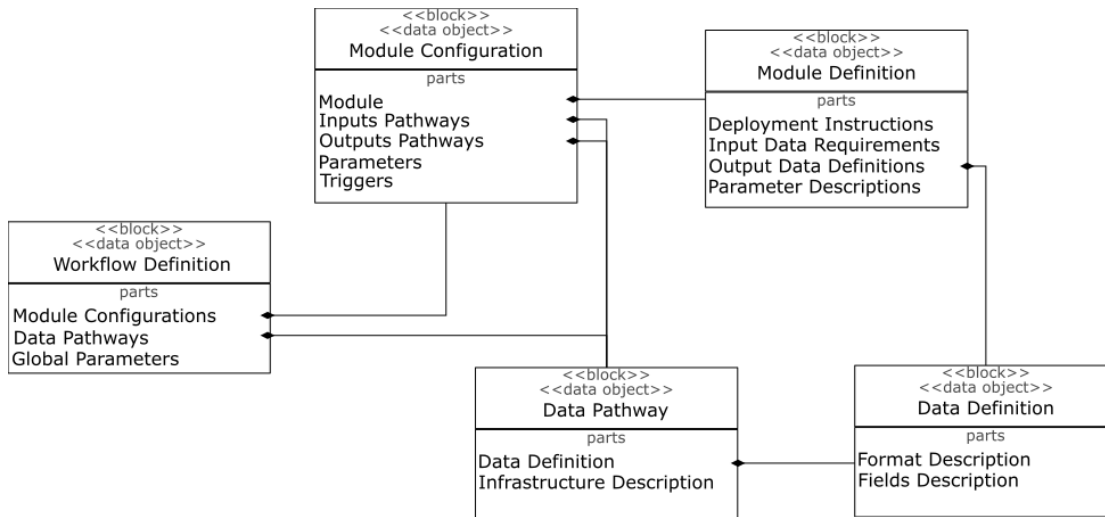 <<block>>
<<data object>>
Module Configuration
parts
Module
Inputs Pathways
Outputs Pathways
Parameters
Triggers
<<block>>
<<data object>>
Module Definition
parts
Deployment Instructions
Input Data Requirements
Output Data Definitions
Parameter Descriptions
<<block>>
<<data object>>
Workflow Definition
parts
Module Configurations
Data Pathways
Global Parameters
<<block>>
<<data object>>
Data Pathway
parts
Data Definition
Infrastructure Description
<<block>>
<<data object>>
Data Definition
parts
Format Description
Fields Description